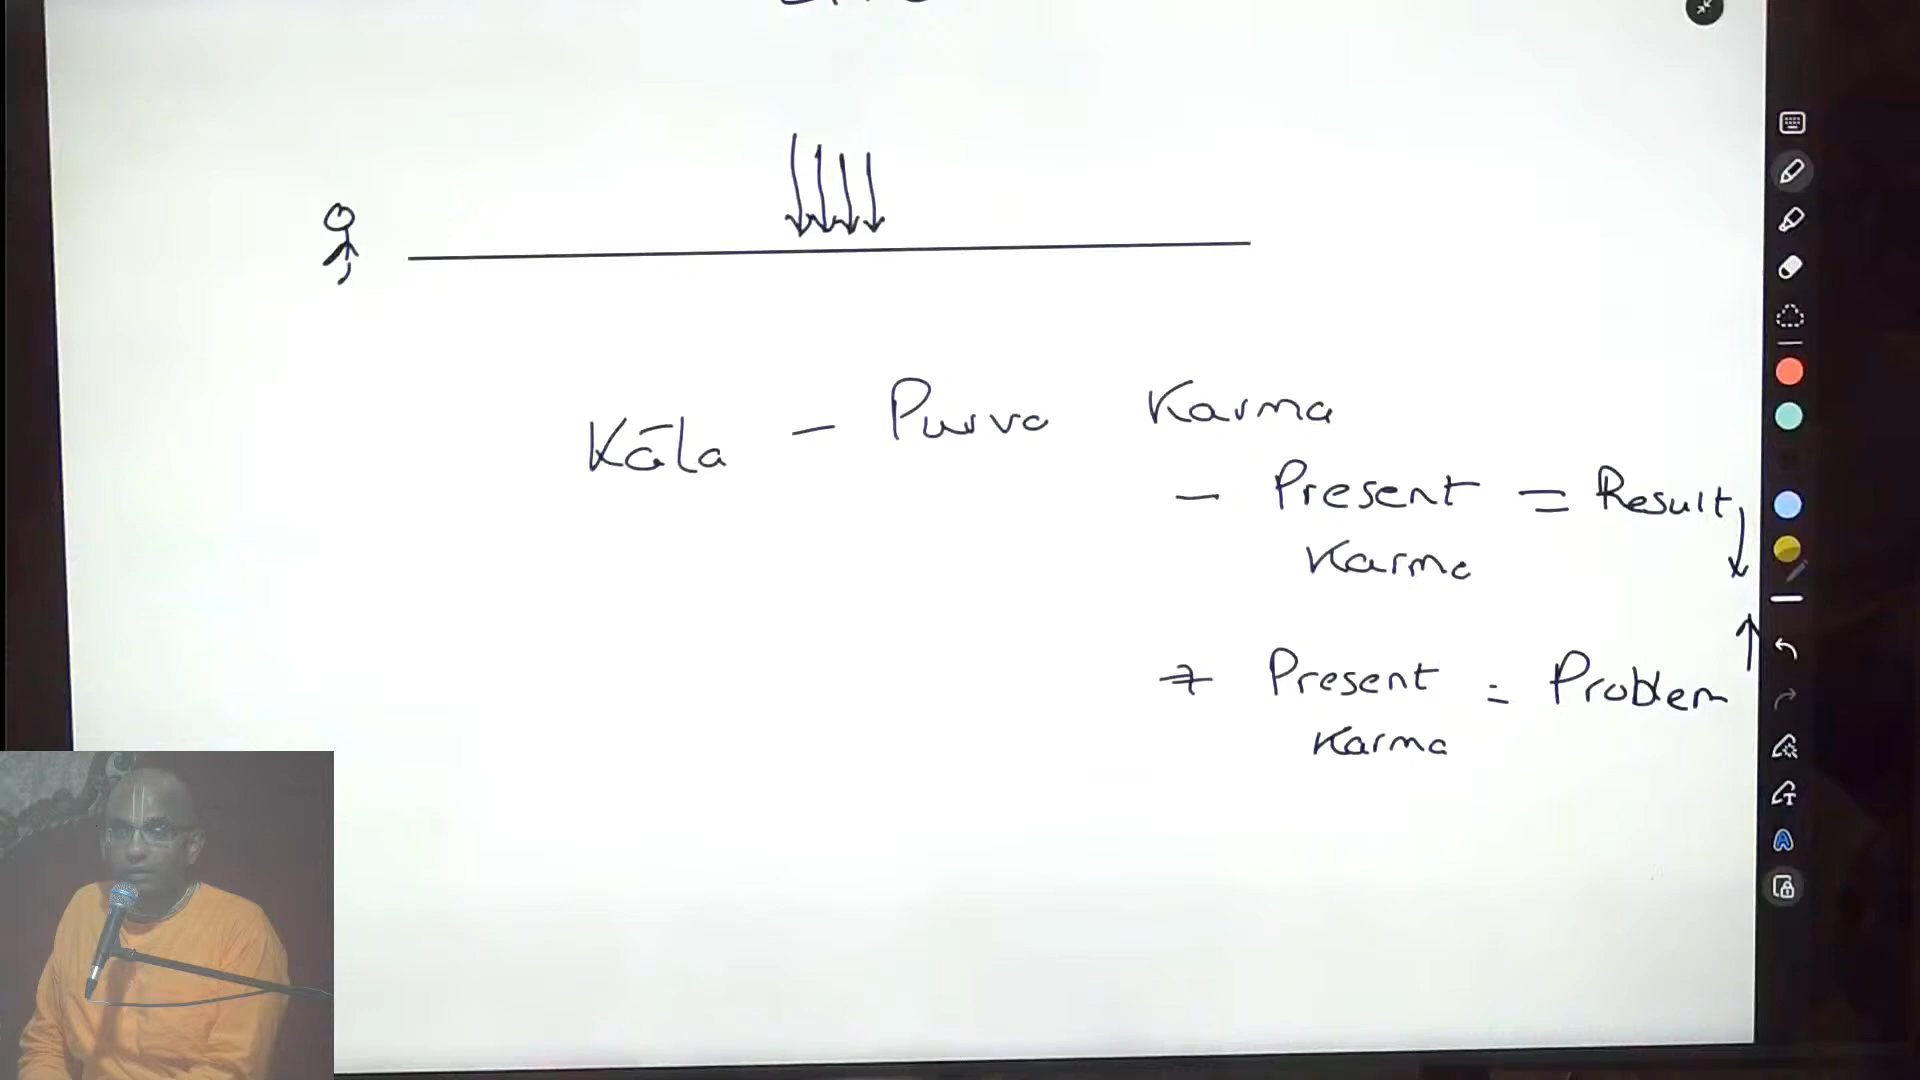 Kāla - Purva Karma
- Present = Result ↓
Karma
≠ Present = Problem ↑
Karma